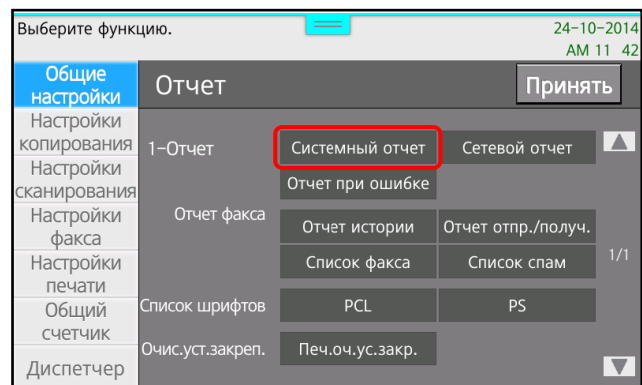 Выберите функцию.
24-10-2014
AM 11 42
Общие
настройки
Отчет
Принять
Настройки
копирования
Настройки
сканирования
Настройки
факса
Настройки
печати
Общий
счетчик
Диспетчер
1-Отчет
Системный отчет
Сетевой отчет
Отчет при ошибке
Отчет факса
Отчет истории
Отчет отпр./получ.
Список факса
Список спам
1/1
Список шрифтов
PCL
PS
Очис.уст.закреп.
Печ.оч.ус.закр.